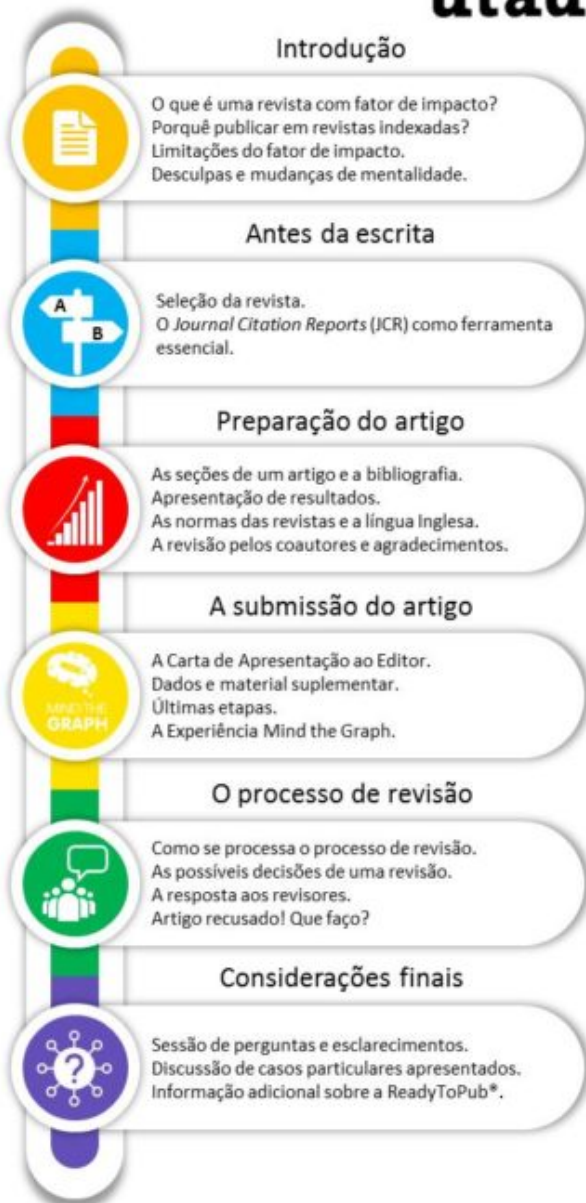 utad
Introdução
O que é uma revista com fator de impacto?
Porquê publicar em revistas indexadas?
Limitações do fator de impacto.
Desculpas e mudanças de mentalidade.
Antes da escrita
A
B
Seleção da revista.
O Journal Citation Reports (JCR) como ferramenta
essencial.
Preparação do artigo
As seções de um artigo e a bibliografia.
Apresentação de resultados.
As normas das revistas e a língua Inglesa.
A revisão pelos coautores e agradecimentos.
A submissão do artigo
MIND THE
GRAPH
A Carta de Apresentação ao Editor.
Dados e material suplementar.
Últimas etapas.
A Experiência Mind the Graph.
O processo de revisão
Como se processa o processo de revisão.
As possíveis decisões de uma revisão.
A resposta aos revisores.
Artigo recusado! Que faço?
Considerações finais
?
Sessão de perguntas e esclarecimentos.
Discussão de casos particulares apresentados.
Informação adicional sobre a ReadyToPub®.